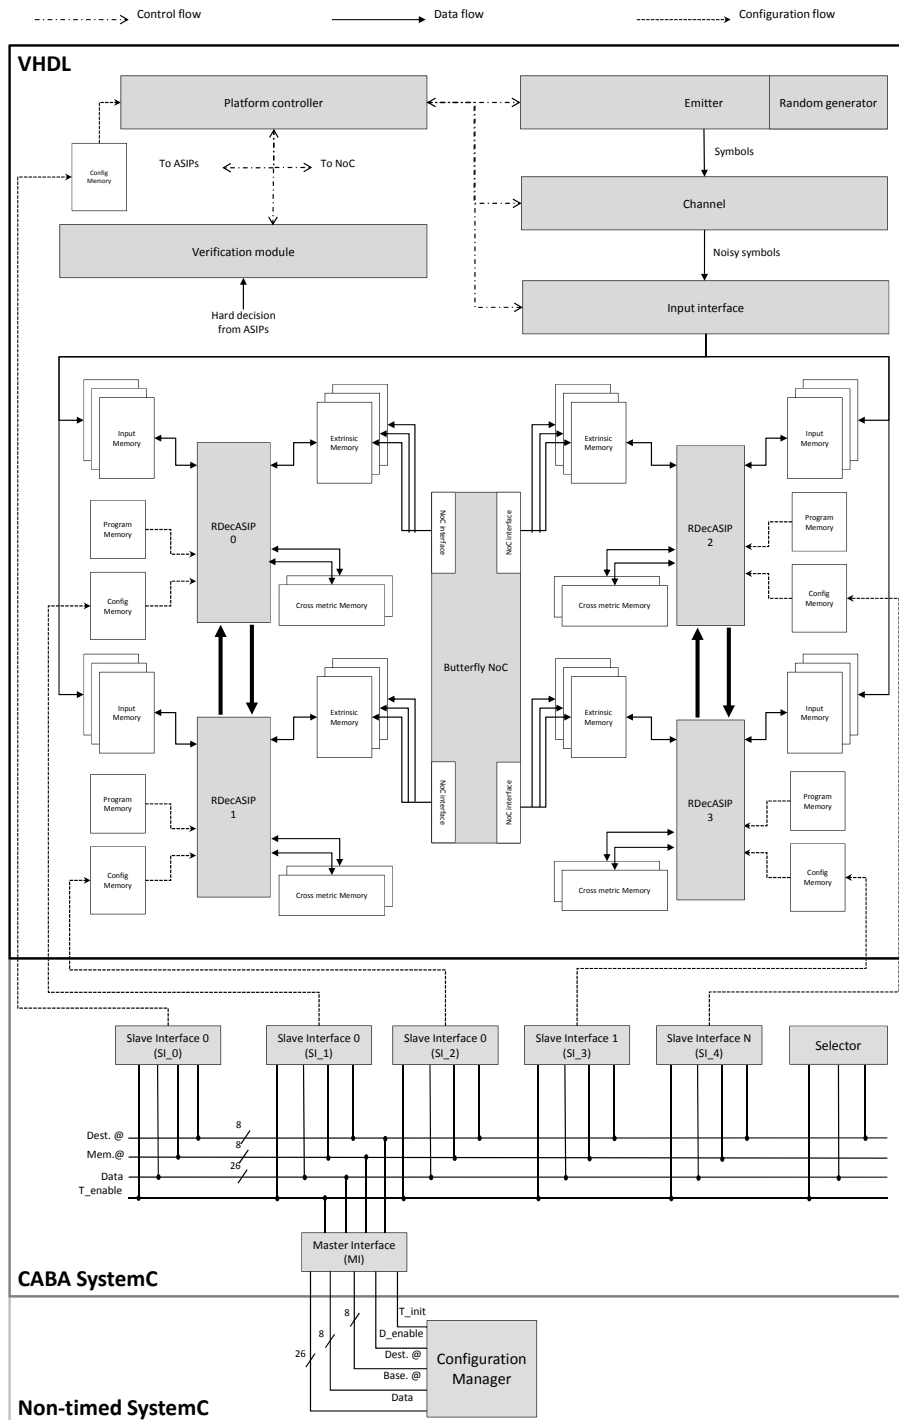 Control flow
Data flow
Configuration flow
VHDL
Platform controller
Emitter
Random generator
Config
Memory
To ASIPs
To NoC
Symbols
Channel
Verification module
Noisy symbols
Hard decision
from ASIPs
Input interface
Input
Memory
Extrinsic
Memory
Extrinsic
Memory
Input
Memory
RDecASIP
0
RDecASIP
2
Program
Memory
NoC interface
NoC interface
Program
Memory
Config
Memory
Cross metric Memory
Cross metric Memory
Config
Memory
Butterfly NoC
Input
Memory
Extrinsic
Memory
Extrinsic
Memory
Input
Memory
RDecASIP
1
RDecASIP
3
Program
Memory
NoC interface
NoC interface
Program
Memory
Config
Memory
Cross metric Memory
Cross metric Memory
Config
Memory
Slave Interface 0
(SI_0)
Slave Interface 0
(SI_1)
Slave Interface 0
(SI_2)
Slave Interface 1
(SI_3)
Slave Interface N
(SI_4)
Selector
Dest. @
8
Mem.@
8
Data
26
T_enable
Master Interface
(MI)
CABA SystemC
T_init
8
D_enable
8
Dest. @
26
Base. @
Data
Configuration
Manager
Non-timed SystemC